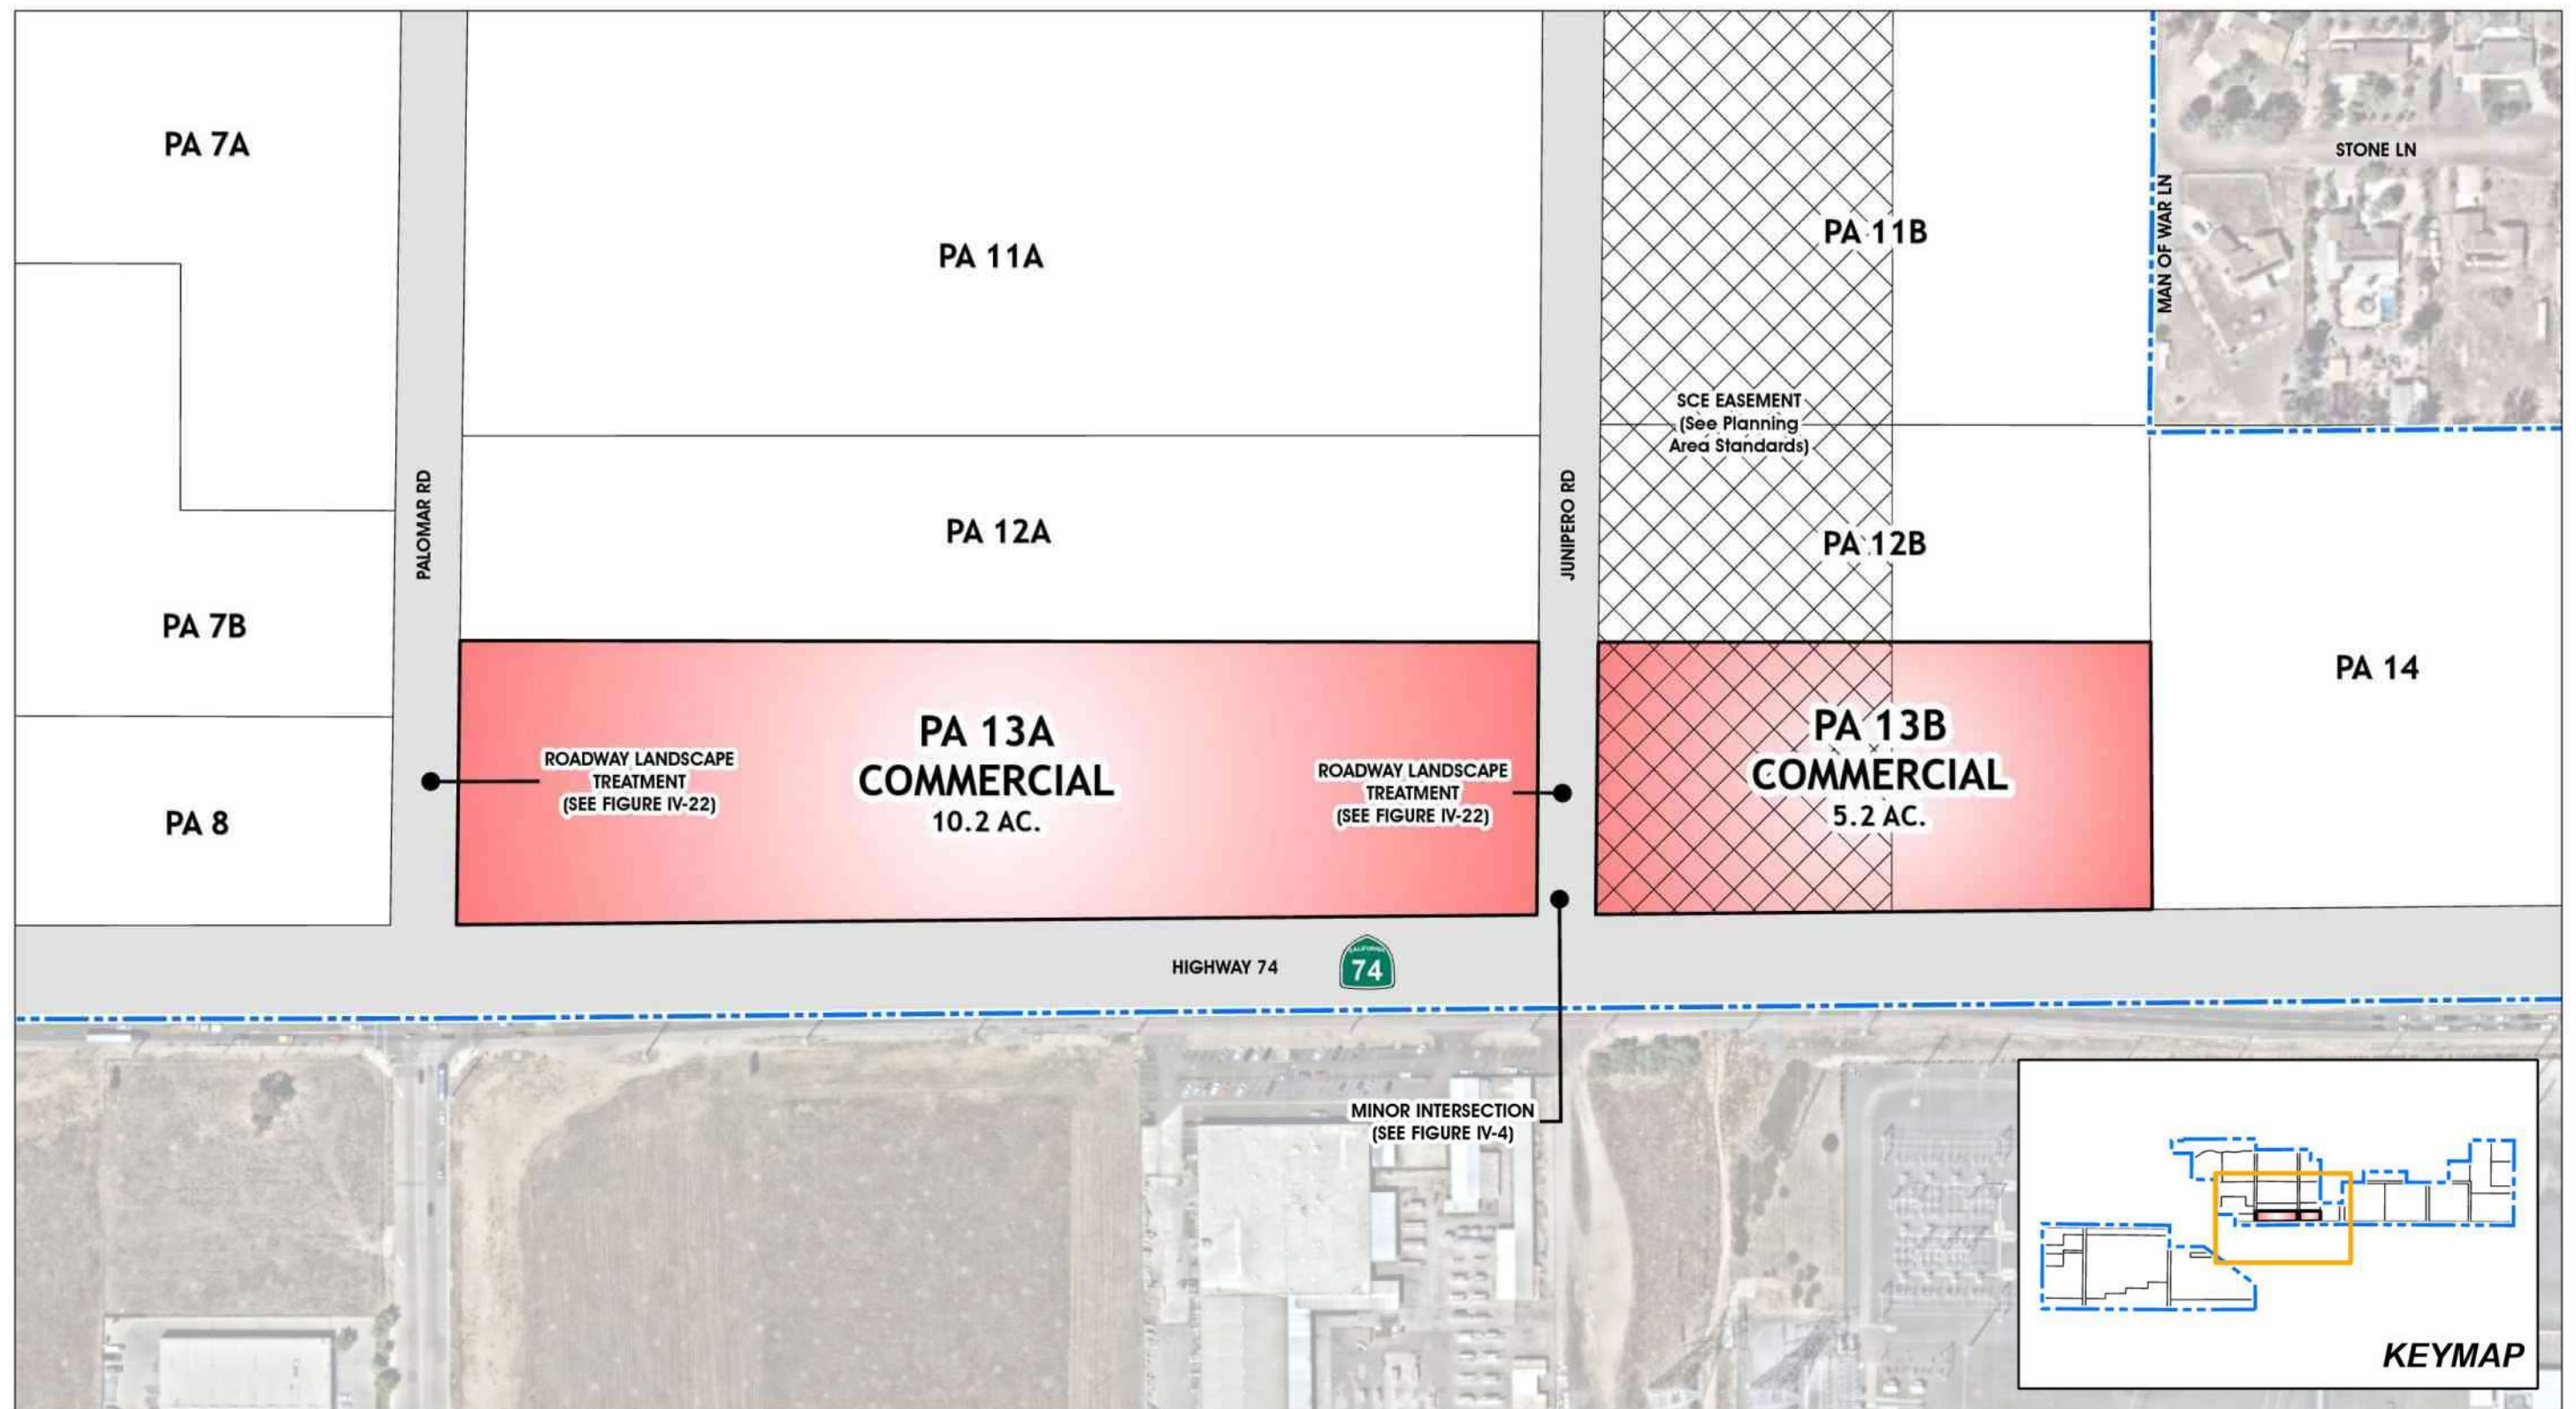 PA 7A
PA 11A
PA 11B
STONE LN
MAN OF WAR LN
SCE EASEMENT
(See Planning
Area Standards)
PALOMAR RD
JUNIPERO RD
PA 12A
PA 12B
PA 7B
PA 14
PA 13A
COMMERCIAL
10.2 AC.
PA 13B
COMMERCIAL
5.2 AC.
ROADWAY LANDSCAPE
TREATMENT
(SEE FIGURE IV-22)
ROADWAY LANDSCAPE
TREATMENT
(SEE FIGURE IV-22)
PA 8
HIGHWAY 74
CALIFORNIA
74
MINOR INTERSECTION
(SEE FIGURE IV-4)
KEYMAP